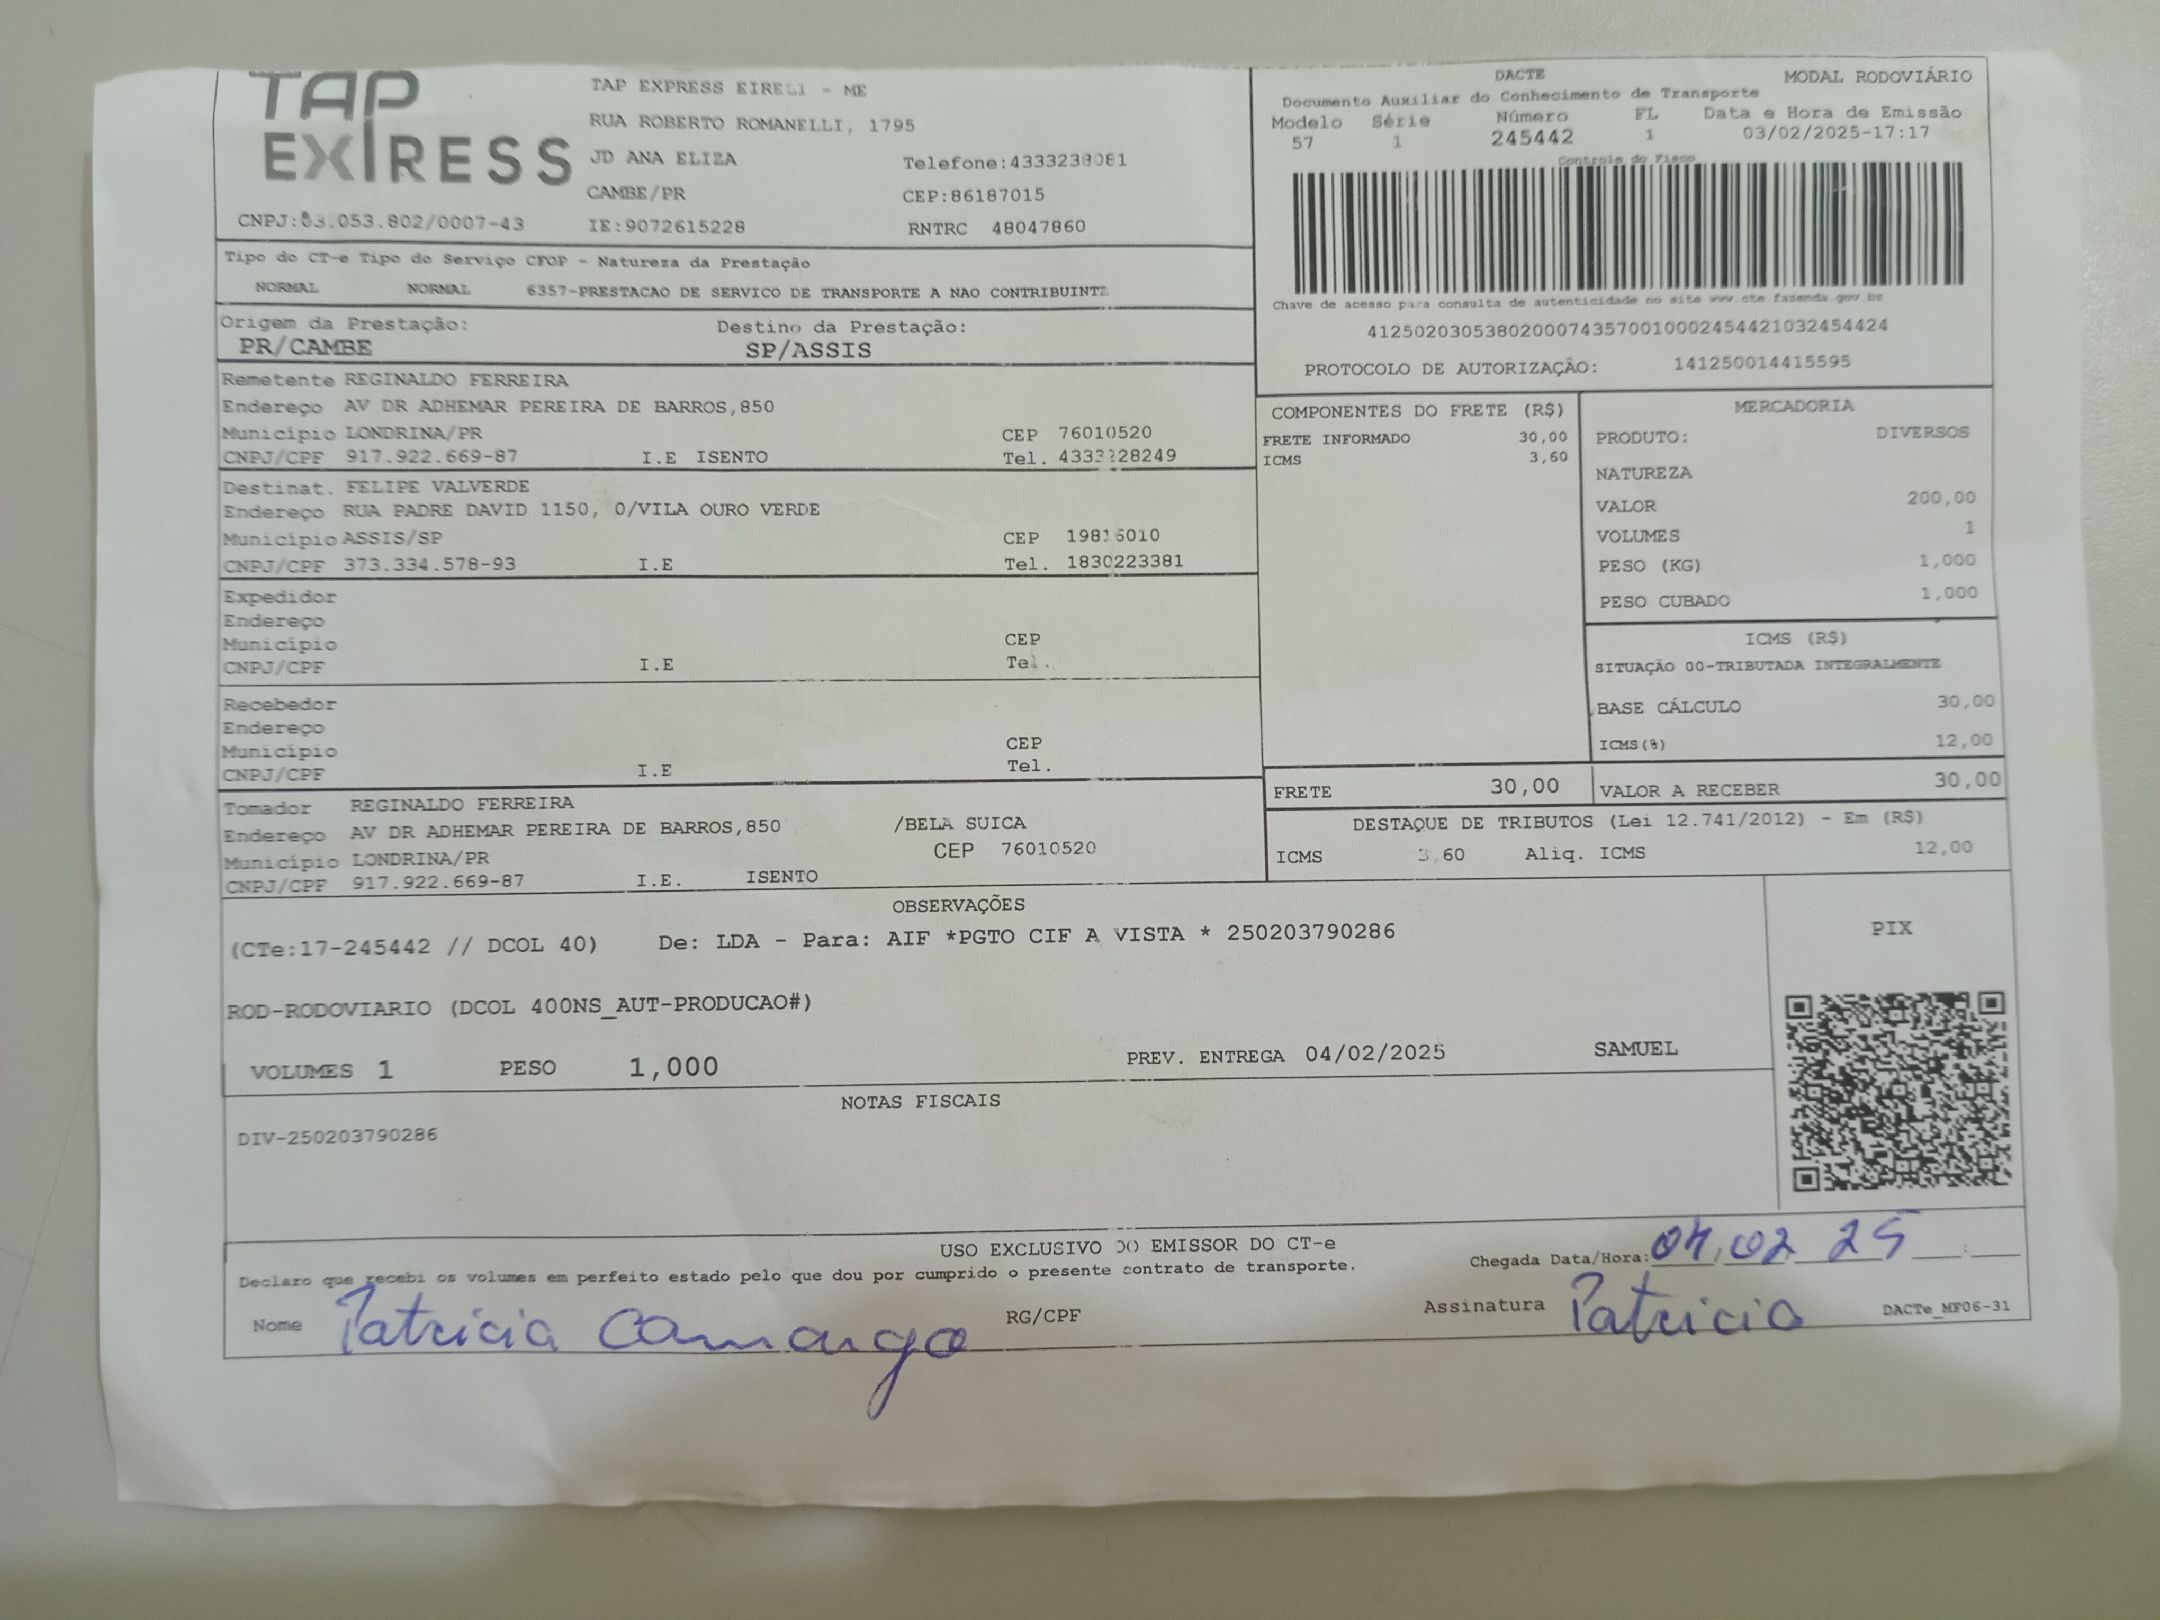 TAP
EXPRESS
TAP EXPRESS EIRELI - ME
RUA ROBERTO ROMANELLI, 1795
JD ANA ELIZA Telefone:4333238081
CAMBE/PR CEP:86187015
CNPJ:03.053.802/0007-43 IE:9072615228 RNTRC 48047860
DACTE MODAL RODOVIÁRIO
Documento Auxiliar do Conhecimento de Transporte
Modelo Série Número FL Data e Hora de Emissão
57 1 245442 1 03/02/2025-17:17
Controle do Fisco
Chave de acesso para consulta de autenticidade no site www.cte.fazenda.gov.br
41250203053802000743570010002454421032454424
PROTOCOLO DE AUTORIZAÇÃO: 141250014415595
Tipo do CT-e Tipo do Serviço CFOP - Natureza da Prestação
NORMAL NORMAL 6357-PRESTACAO DE SERVICO DE TRANSPORTE A NAO CONTRIBUINTE
Origem da Prestação: Destino da Prestação:
PR/CAMBE SP/ASSIS
Remetente REGINALDO FERREIRA
Endereço AV DR ADHEMAR PEREIRA DE BARROS,850
Município LONDRINA/PR CEP 76010520
CNPJ/CPF 917.922.669-87 I.E ISENTO Tel. 4333228249
Destinat. FELIPE VALVERDE
Endereço RUA PADRE DAVID 1150, 0/VILA OURO VERDE
Município ASSIS/SP CEP 19816010
CNPJ/CPF 373.334.578-93 I.E Tel. 1830223381
Expedidor
Endereço
Município CEP
CNPJ/CPF I.E Tel.
Recebedor
Endereço
Município CEP
CNPJ/CPF I.E Tel.
Tomador REGINALDO FERREIRA
Endereço AV DR ADHEMAR PEREIRA DE BARROS,850 /BELA SUICA
Município LONDRINA/PR CEP 76010520
CNPJ/CPF 917.922.669-87 I.E. ISENTO
COMPONENTES DO FRETE (R$)
FRETE INFORMADO 30,00
ICMS 3,60
MERCADORIA
PRODUTO: DIVERSOS
NATUREZA
VALOR 200,00
VOLUMES 1
PESO (KG) 1,000
PESO CUBADO 1,000
ICMS (R$)
SITUAÇÃO 00-TRIBUTADA INTEGRALMENTE
BASE CÁLCULO 30,00
ICMS(%) 12,00
FRETE 30,00 VALOR A RECEBER 30,00
DESTAQUE DE TRIBUTOS (Lei 12.741/2012) - Em (R$)
ICMS 3,60 Aliq. ICMS 12,00
OBSERVAÇÕES
(CTe:17-245442 // DCOL 40) De: LDA - Para: AIF *PGTO CIF A VISTA * 250203790286
ROD-RODOVIARIO (DCOL 400NS_AUT-PRODUCAO#)
VOLUMES 1 PESO 1,000 PREV. ENTREGA 04/02/2025 SAMUEL
PIX
NOTAS FISCAIS
DIV-250203790286
USO EXCLUSIVO DO EMISSOR DO CT-e
Declaro que recebi os volumes em perfeito estado pelo que dou por cumprido o presente contrato de transporte.
Chegada Data/Hora: 04,02 25 :
Nome Patricia Camargo RG/CPF Assinatura Patricia DACTe_MF06-31